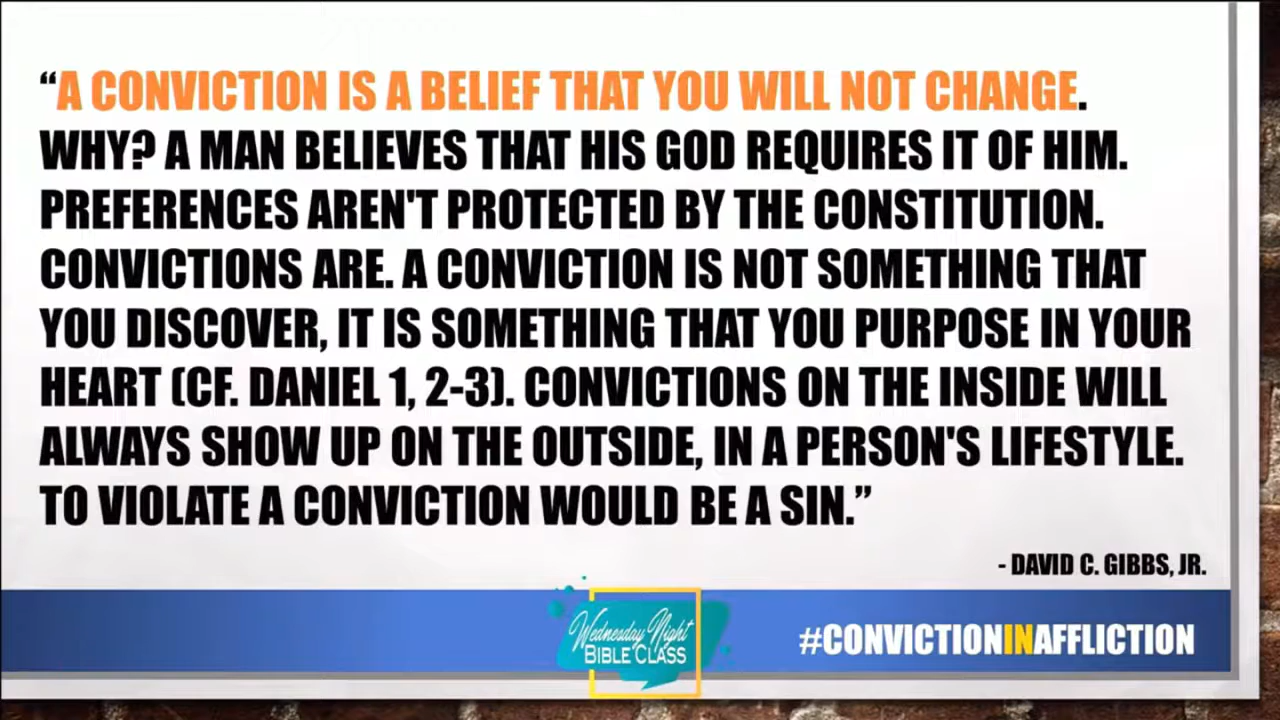 “A CONVICTION IS A BELIEF THAT YOU WILL NOT CHANGE.
WHY? A MAN BELIEVES THAT HIS GOD REQUIRES IT OF HIM.
PREFERENCES AREN'T PROTECTED BY THE CONSTITUTION.
CONVICTIONS ARE. A CONVICTION IS NOT SOMETHING THAT
YOU DISCOVER, IT IS SOMETHING THAT YOU PURPOSE IN YOUR
HEART (CF. DANIEL 1, 2-3). CONVICTIONS ON THE INSIDE WILL
ALWAYS SHOW UP ON THE OUTSIDE, IN A PERSON'S LIFESTYLE.
TO VIOLATE A CONVICTION WOULD BE A SIN.”
- DAVID C. GIBBS, JR.
Wednesday Night
BIBLE CLASS
#CONVICTIONINAFFLICTION